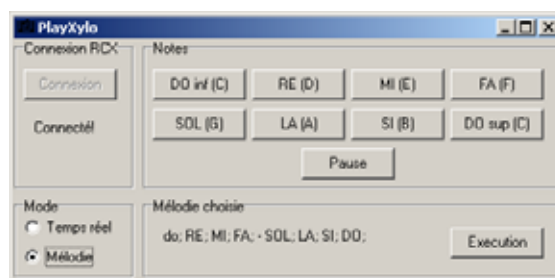 PlayXylo
Connexion RCX
Connexion
Connecté!
Notes
DO inf (C) RE (D) MI (E) FA (F)
SOL (G) LA (A) SI (B) DO sup (C)
Pause
Mode
Temps réel
Mélodie
Mélodie choisie
do; RE; MI; FA; - SOL; LA; SI; DO;
Execution